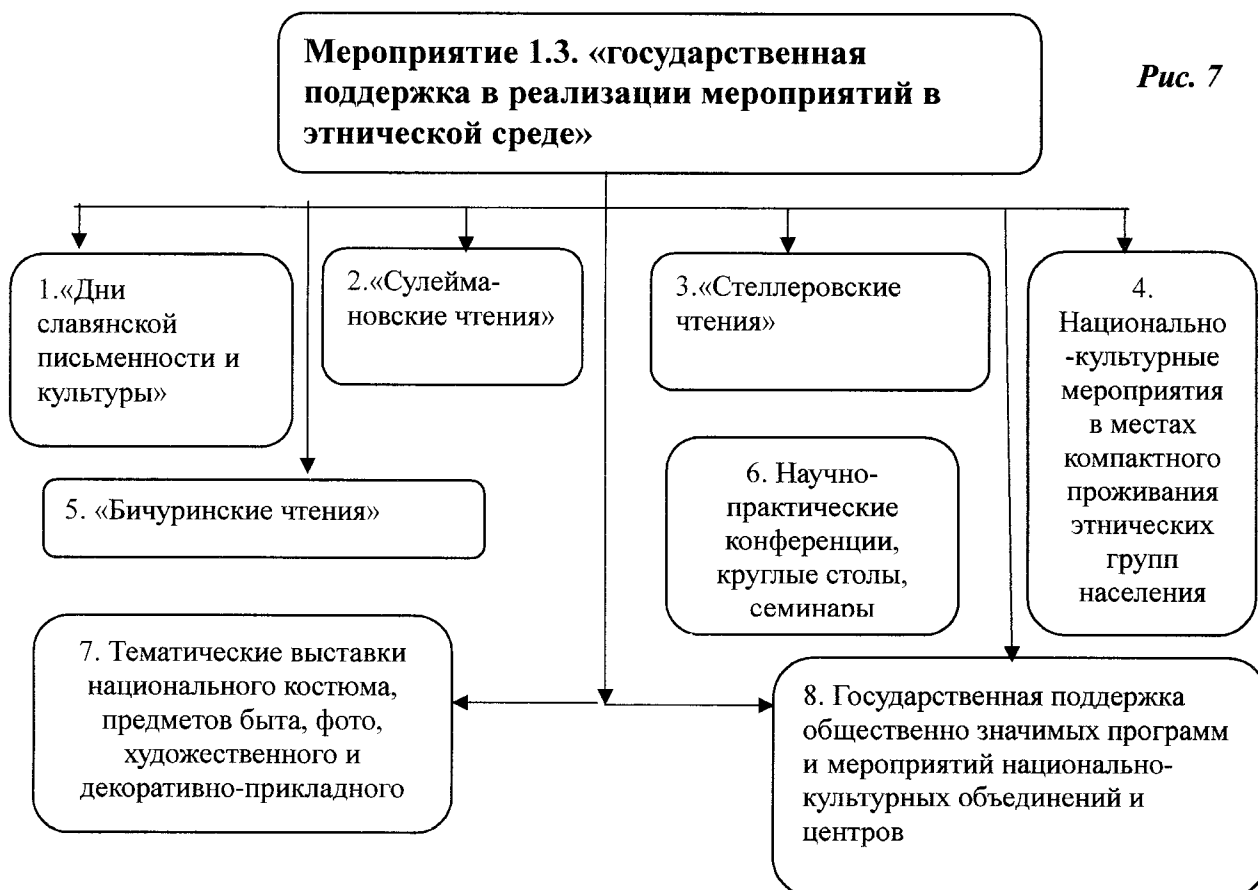 Мероприятие 1.3. «государственная
поддержка в реализации мероприятий в
этнической среде»
Рис. 7
1.«Дни
славянской
письменности и
культуры»
2.«Сулейма-
новские чтения»
3.«Стеллеровские
чтения»
4.
Национально
-культурные
мероприятия
в местах
компактного
проживания
этнических
групп
населения
5. «Бичуринские чтения»
6. Научно-
практические
конференции,
круглые столы,
семинары
7. Тематические выставки
национального костюма,
предметов быта, фото,
художественного и
декоративно-прикладного
8. Государственная поддержка
общественно значимых программ
и мероприятий национально-
культурных объединений и
центров